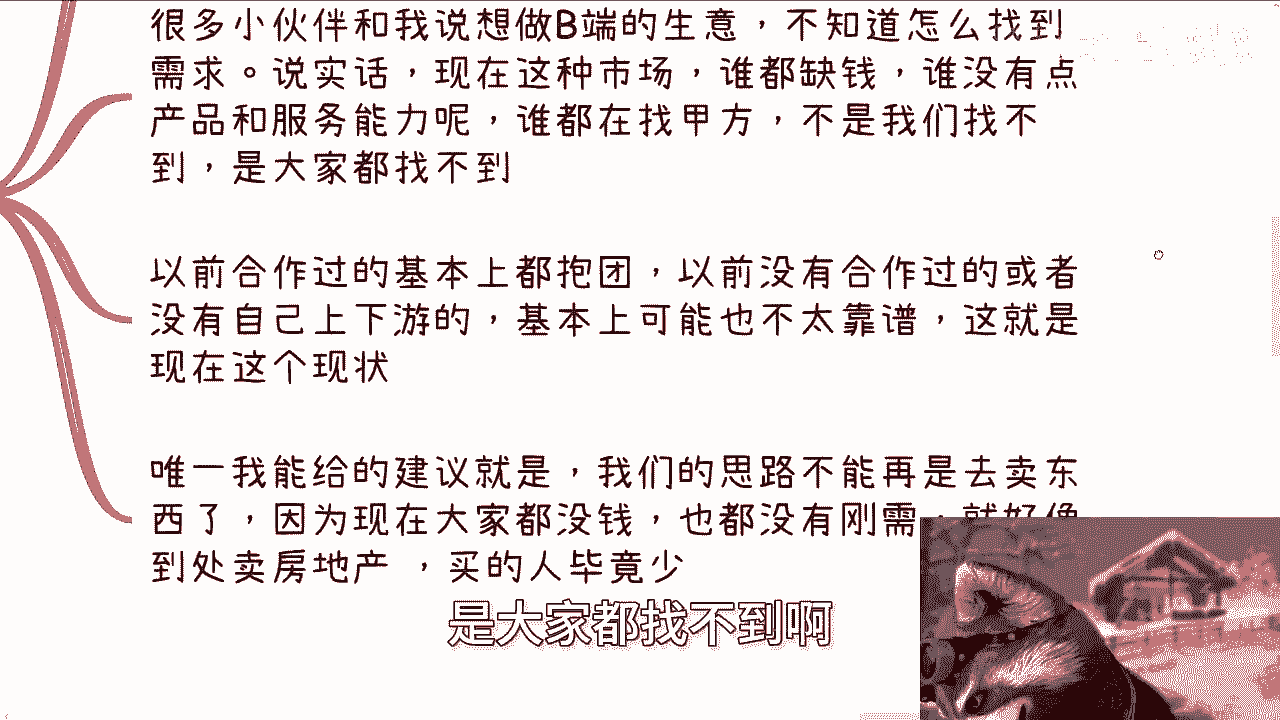 很多小伙伴和我说想做B端的生意，不知道怎么找到
需求。说实话，现在这种市场，谁都缺钱，谁没有点
产品和服务能力呢，谁都在找甲方，不是我们找不
到，是大家都找不到
以前合作过的基本上都抱团，以前没有合作过的或者
没有自己上下游的，基本上可能也不太靠谱，这就是
现在这个现状
唯一我能给的建议就是，我们的思路不能再是去卖东
西了，因为现在大家都没钱，也都没有刚需，就好像
到处卖房地产 ，买的人毕竟少
是大家都找不到啊